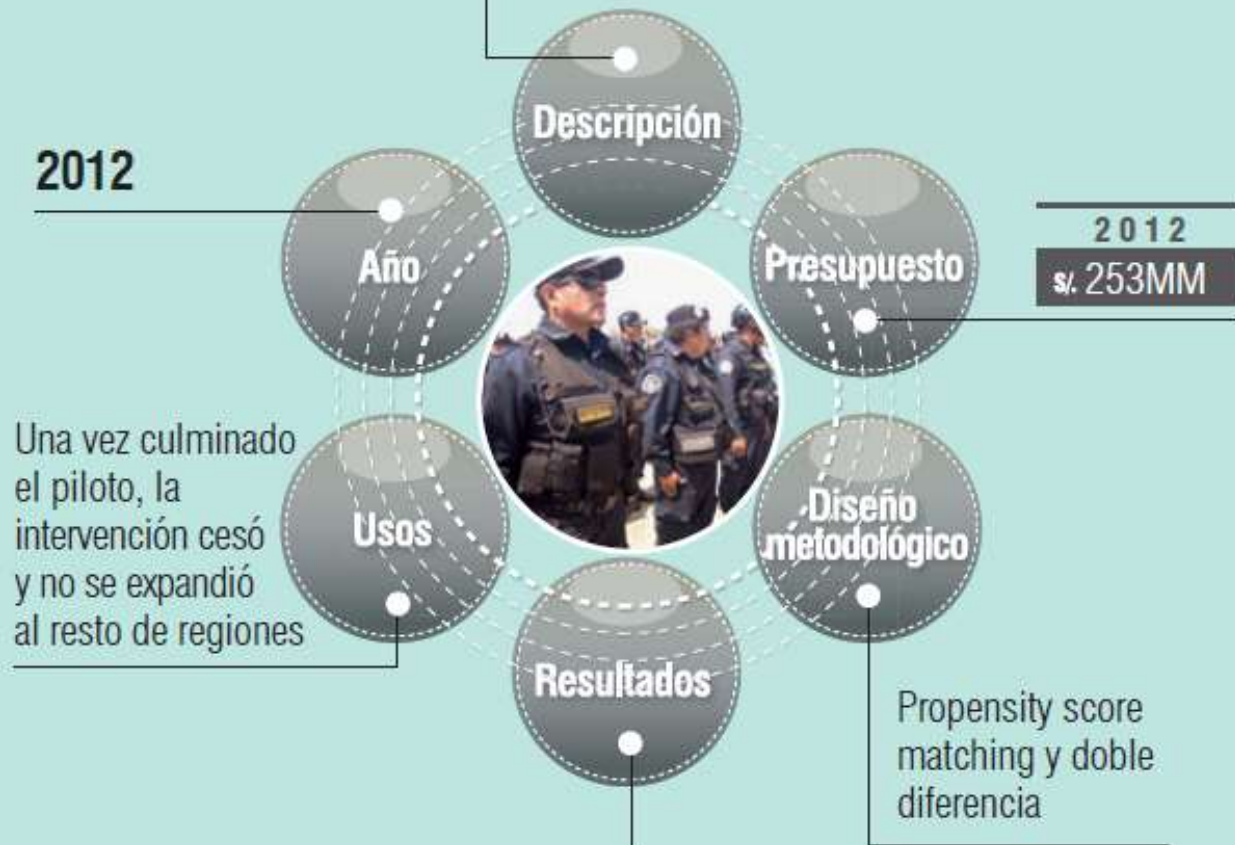 Descripción
2012
Año
Presupuesto
2012
s/. 253MM
Una vez culminado
el piloto, la
intervención cesó
y no se expandió
al resto de regiones
Usos
Diseño
metodológico
Resultados
Propensity score
matching y doble
diferencia